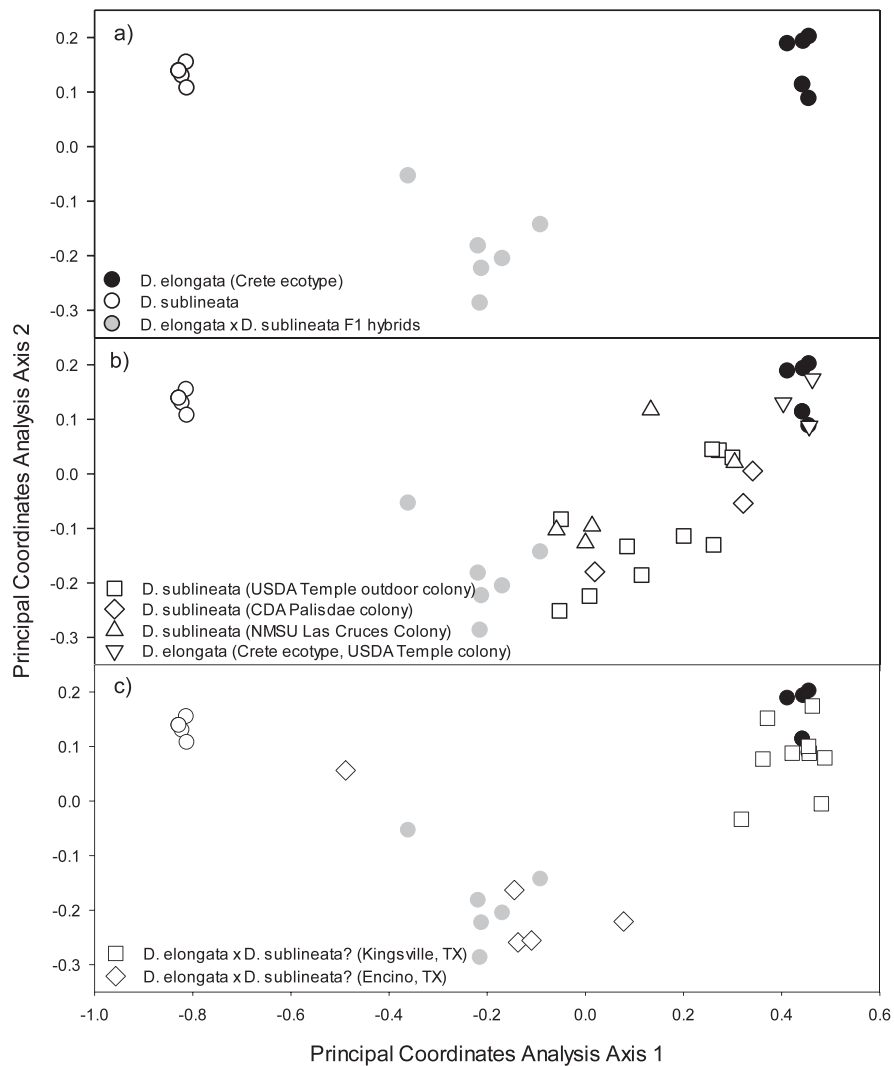 a)
0.2
0.1
0.0
-0.1
-0.2
-0.3
D. elongata (Crete ecotype)
D. sublineata
D. elongata x D. sublineata F1 hybrids
b)
0.2
0.1
0.0
-0.1
-0.2
-0.3
D. sublineata (USDA Temple outdoor colony)
D. sublineata (CDA Palisdae colony)
D. sublineata (NMSU Las Cruces Colony)
D. elongata (Crete ecotype, USDA Temple colony)
c)
0.2
0.1
0.0
-0.1
-0.2
-0.3
D. elongata x D. sublineata? (Kingsville, TX)
D. elongata x D. sublineata? (Encino, TX)
-1.0 -0.8 -0.6 -0.4 -0.2 0.0 0.2 0.4 0.6
Principal Coordinates Analysis Axis 1
Principal Coordinates Analysis Axis 2